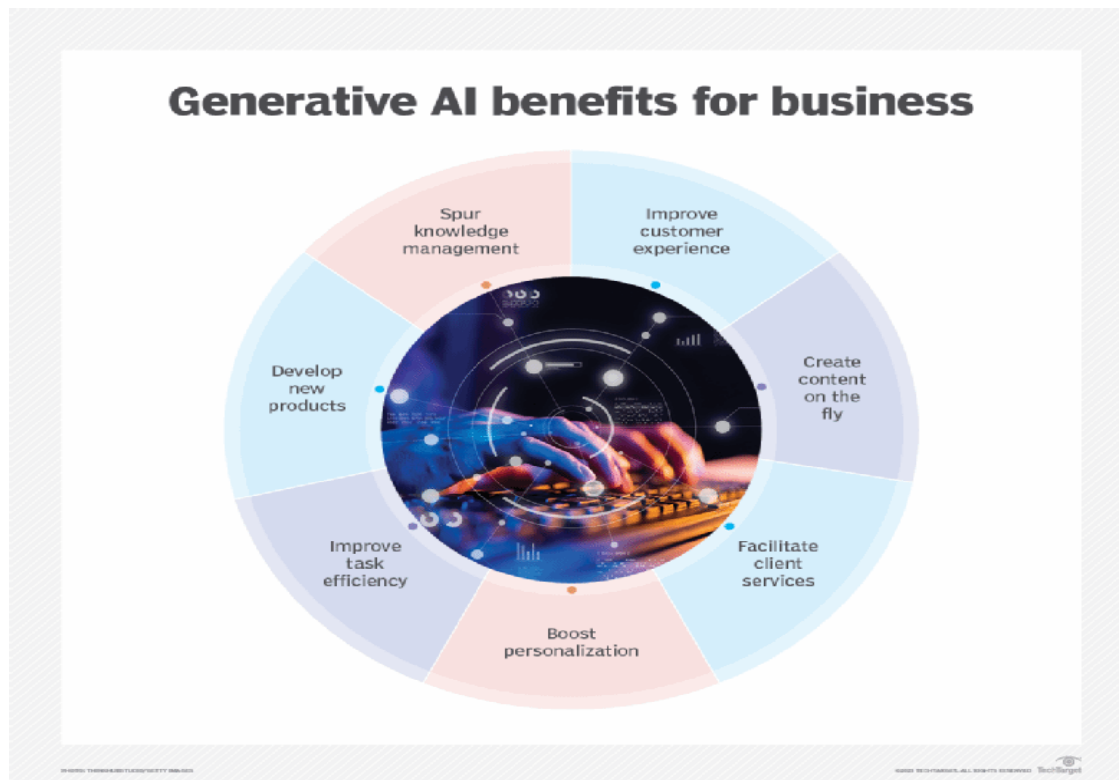 Generative AI benefits for business
Spur
knowledge
management
Improve
customer
experience
Develop
new
products
Create
content
on the
fly
Improve
task
efficiency
Facilitate
client
services
Boost
personalization
TechTarget